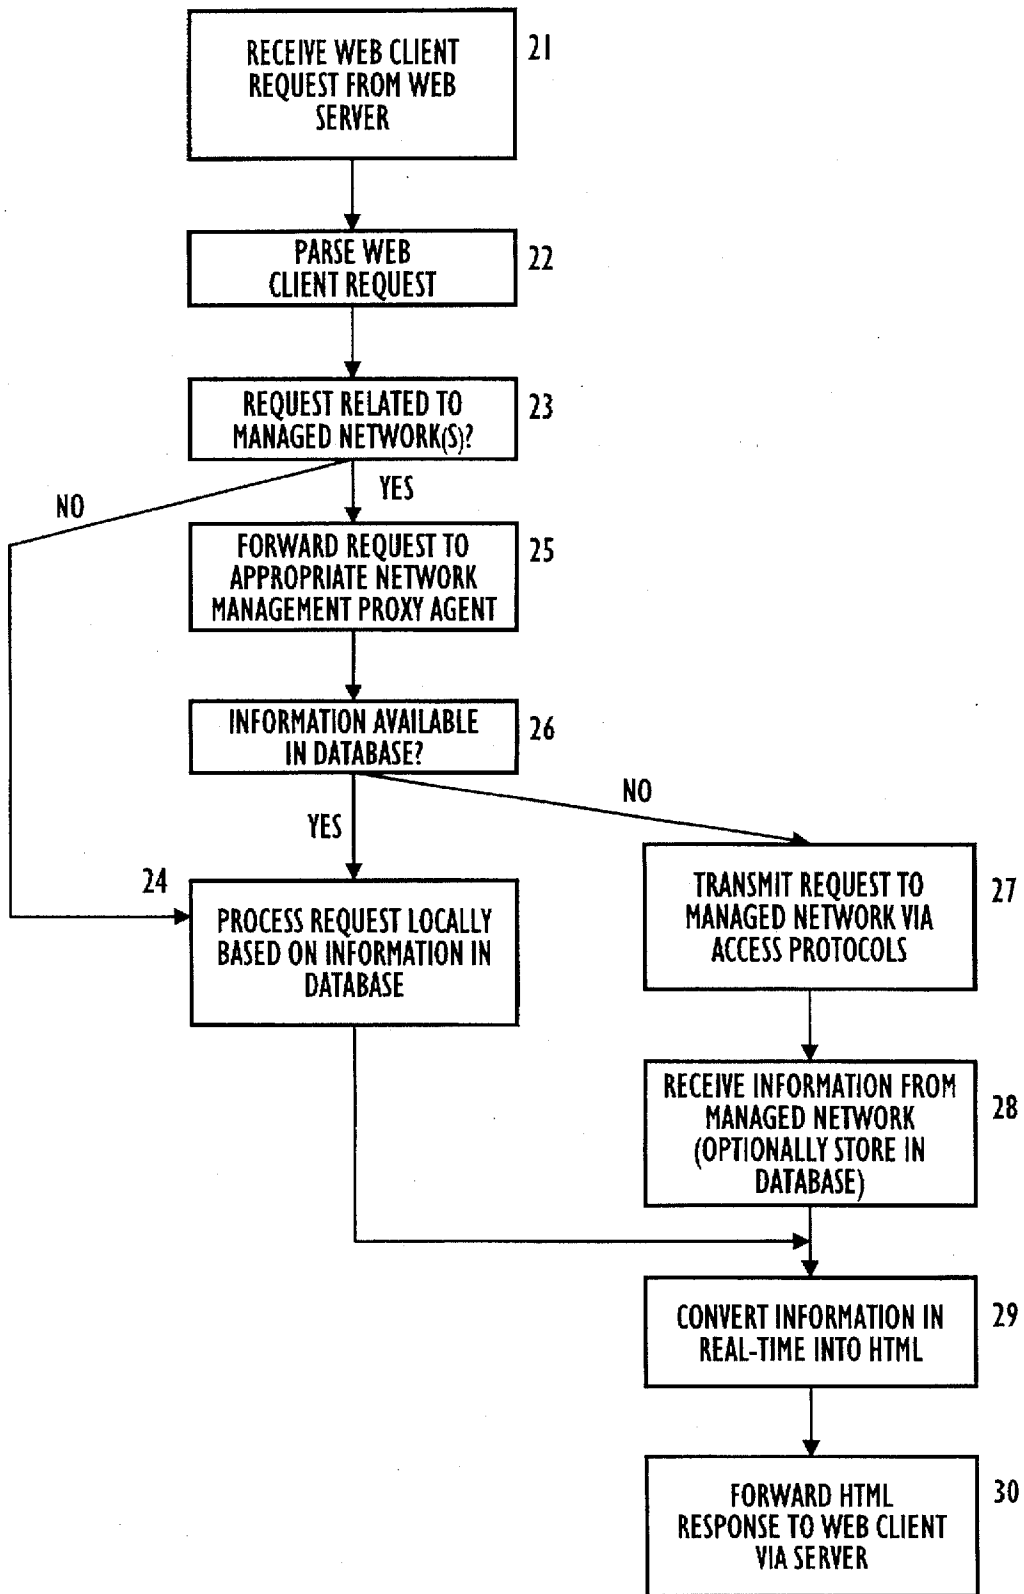 RECEIVE WEB CLIENT
REQUEST FROM WEB
SERVER
21
PARSE WEB
CLIENT REQUEST
22
REQUEST RELATED TO
MANAGED NETWORK(S)?
23
NO
YES
FORWARD REQUEST TO
APPROPRIATE NETWORK
MANAGEMENT PROXY AGENT
25
INFORMATION AVAILABLE
IN DATABASE?
26
NO
YES
24
PROCESS REQUEST LOCALLY
BASED ON INFORMATION IN
DATABASE
TRANSMIT REQUEST TO
MANAGED NETWORK VIA
ACCESS PROTOCOLS
27
RECEIVE INFORMATION FROM
MANAGED NETWORK
(OPTIONALLY STORE IN
DATABASE)
28
CONVERT INFORMATION IN
REAL-TIME INTO HTML
29
FORWARD HTML
RESPONSE TO WEB CLIENT
VIA SERVER
30